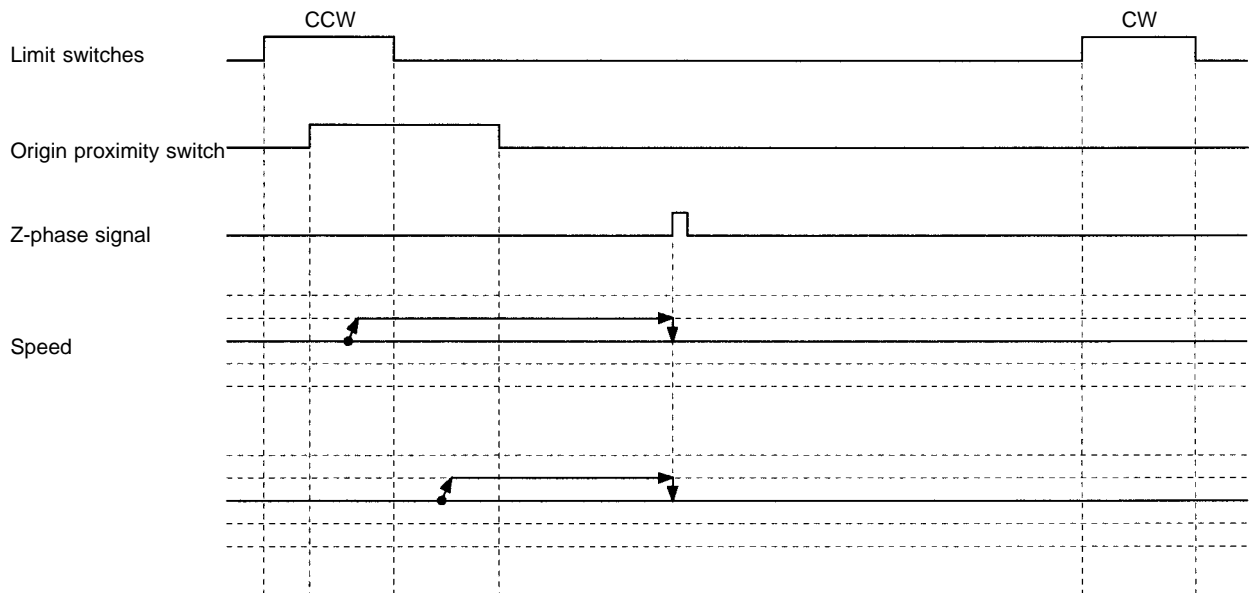 CCW
CW
Limit switches
Origin proximity switch
Z-phase signal
Speed